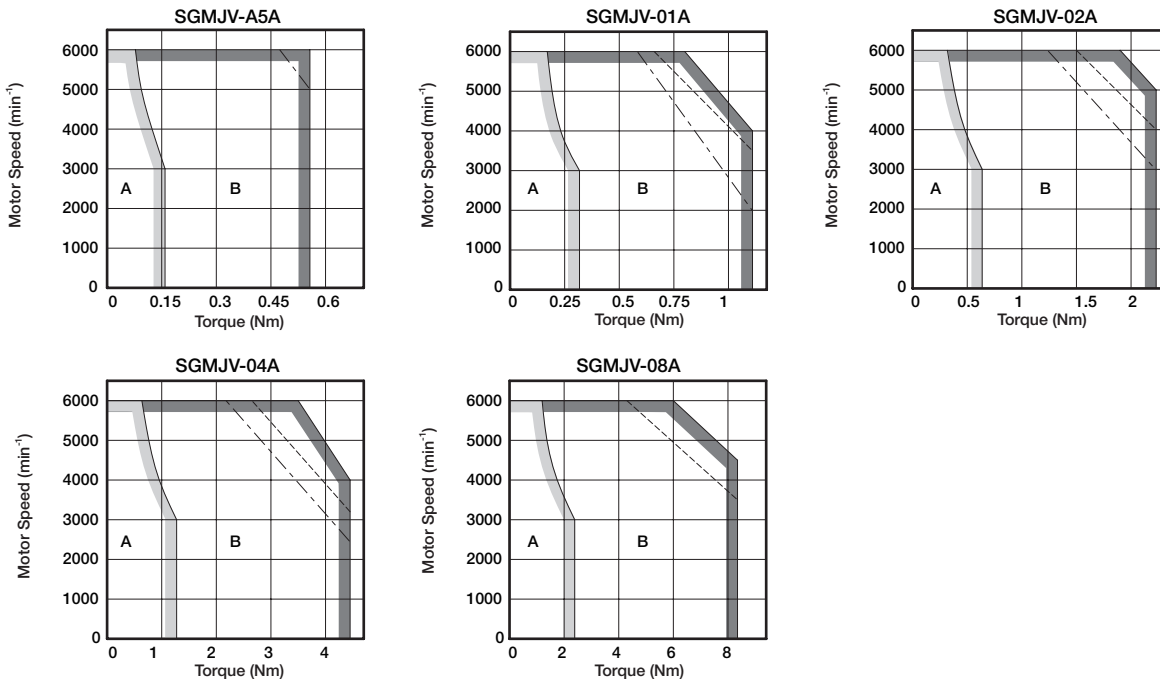 SGMJV-A5A
Motor Speed (min⁻¹)
6000
5000
4000
3000
2000
1000
0
A
B
0 0.15 0.3 0.45 0.6
Torque (Nm)
SGMJV-01A
Motor Speed (min⁻¹)
6000
5000
4000
3000
2000
1000
0
A
B
0 0.25 0.5 0.75 1
Torque (Nm)
SGMJV-02A
Motor Speed (min⁻¹)
6000
5000
4000
3000
2000
1000
0
A
B
0 0.5 1 1.5 2
Torque (Nm)
SGMJV-04A
Motor Speed (min⁻¹)
6000
5000
4000
3000
2000
1000
0
A
B
0 1 2 3 4
Torque (Nm)
SGMJV-08A
Motor Speed (min⁻¹)
6000
5000
4000
3000
2000
1000
0
A
B
0 2 4 6 8
Torque (Nm)